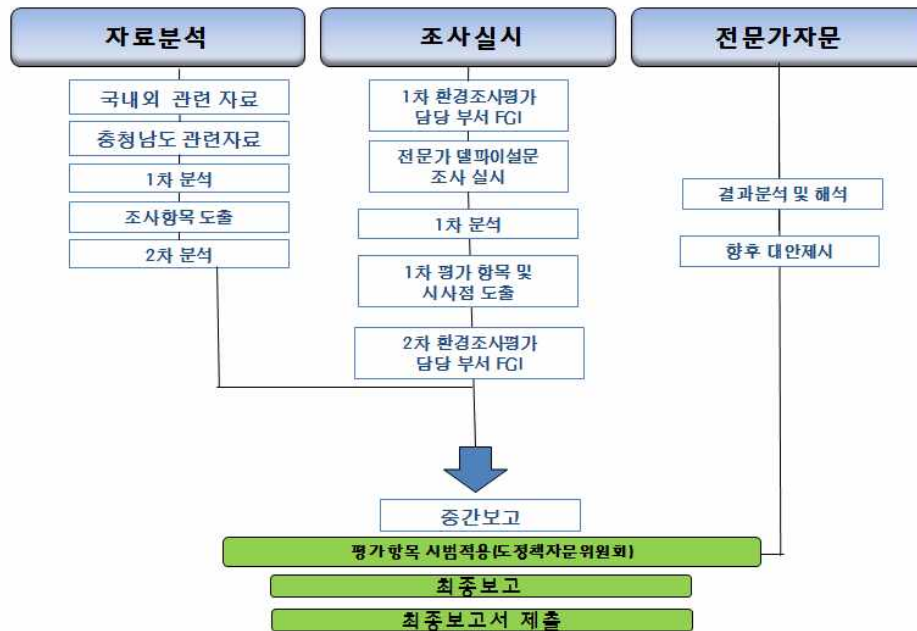 자료분석
국내외 관련 자료
충청남도 관련자료
1차 분석
조사항목 도출
2차 분석
조사실시
1차 환경조사평가
담당 부서 FGI
전문가 델파이설문
조사 실시
1차 분석
1차 평가 항목 및
시사점 도출
2차 환경조사평가
담당 부서 FGI
전문가자문
결과분석 및 해석
향후 대안제시
중간보고
평가항목 시범적용(도정책자문위원회)
최종보고
최종보고서 제출